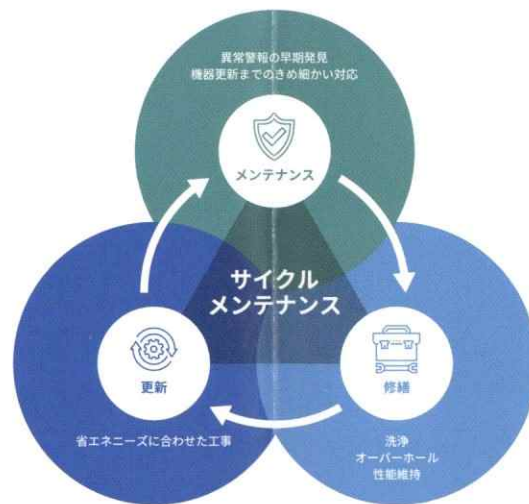 異常警報の早期発見
機器更新までのきめ細かい対応
メンテナンス
サイクル
メンテナンス
更新
省エネニーズに合わせた工事
修繕
洗浄
オーバーホール
性能維持